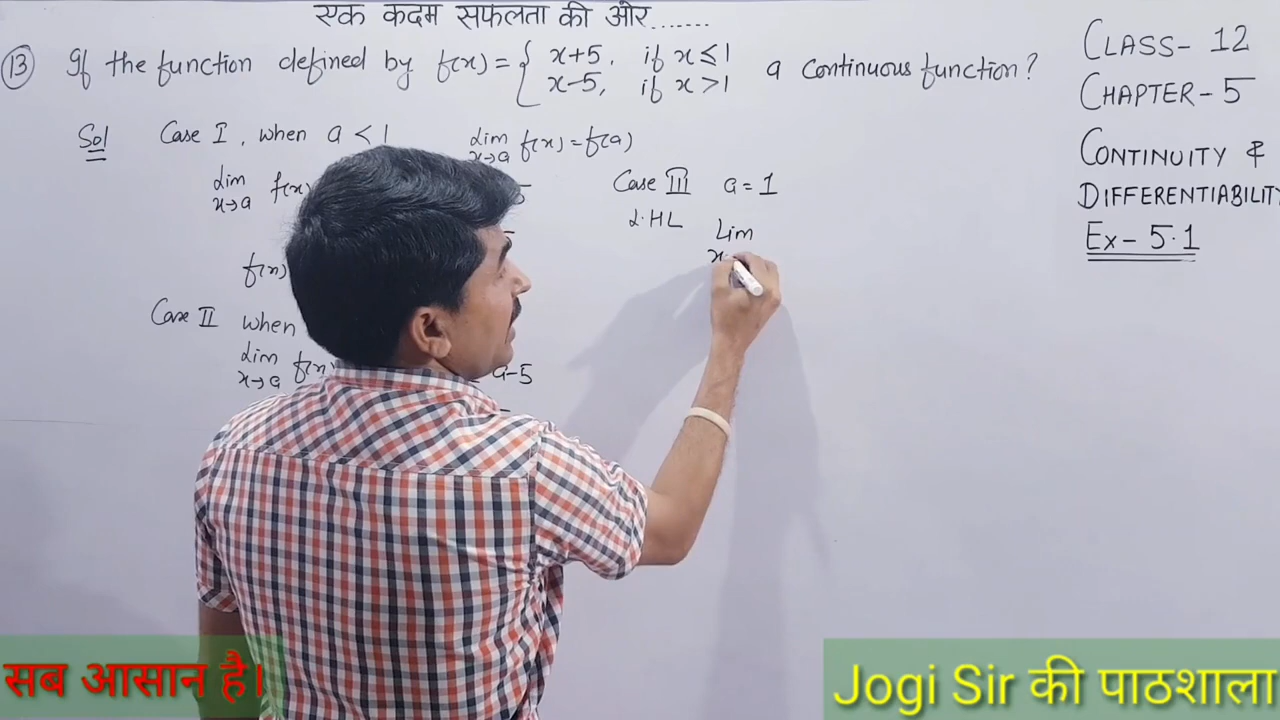 एक कदम सफलता की ओर.......
13 If the function defined by f(x) = { x+5, if x ≤ 1
x-5, if x > 1 a continuous function?
Sol Case I, when a < 1
Lim x→a f(x) = f(a)
Lim x→a f(x)
f(x)
Case II when
Lim x→a f(x) = a-5
Case III a = 1
L.HL Lim
x
CLASS- 12
CHAPTER - 5
CONTINUITY &
DIFFERENTIABILITY
Ex - 5.1
सब आसान है।
Jogi Sir की पाठशाला